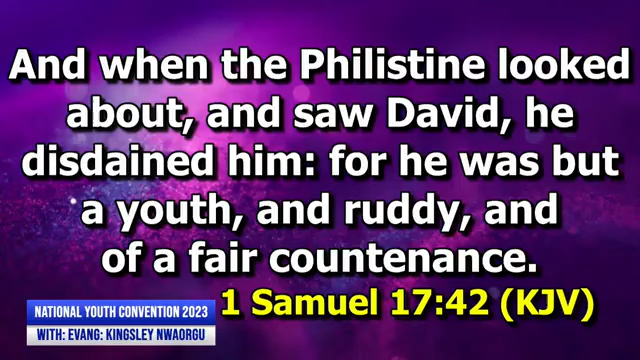 And when the Philistine looked
about, and saw David, he
disdained him: for he was but
a youth, and ruddy, and
of a fair countenance.
1 Samuel 17:42 (KJV)
NATIONAL YOUTH CONVENTION 2023
WITH: EVANG: KINGSLEY NWAORGU